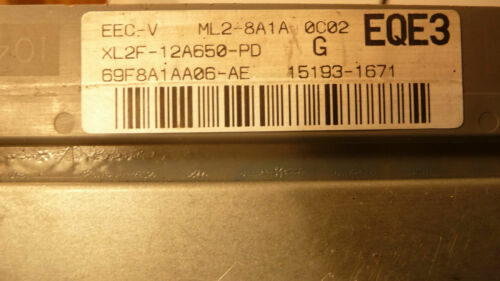 EEC-V ML2-8A1A 0C02 EQE3
XL2F-12A650-PD G
69F8A1AA06-AE 15193-1671